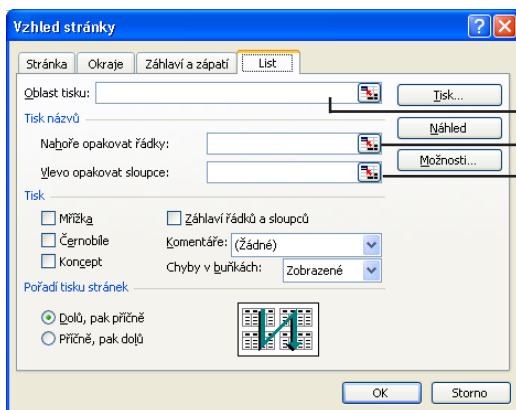 Vzhled stránky
Stránka Okraje Záhlaví a zápatí List
Oblast tisku: Tisk...
Tisk názvů Náhled
Nahoře opakovat řádky:
Možnosti...
Vlevo opakovat sloupce:
Tisk
Mřížka Záhlaví řádků a sloupců
Černobíle Komentáře: (Žádné)
Koncept Chyby v buňkách: Zobrazené
Pořadí tisku stránek
Dolů, pak příčně
Příčně, pak dolů
OK Storno